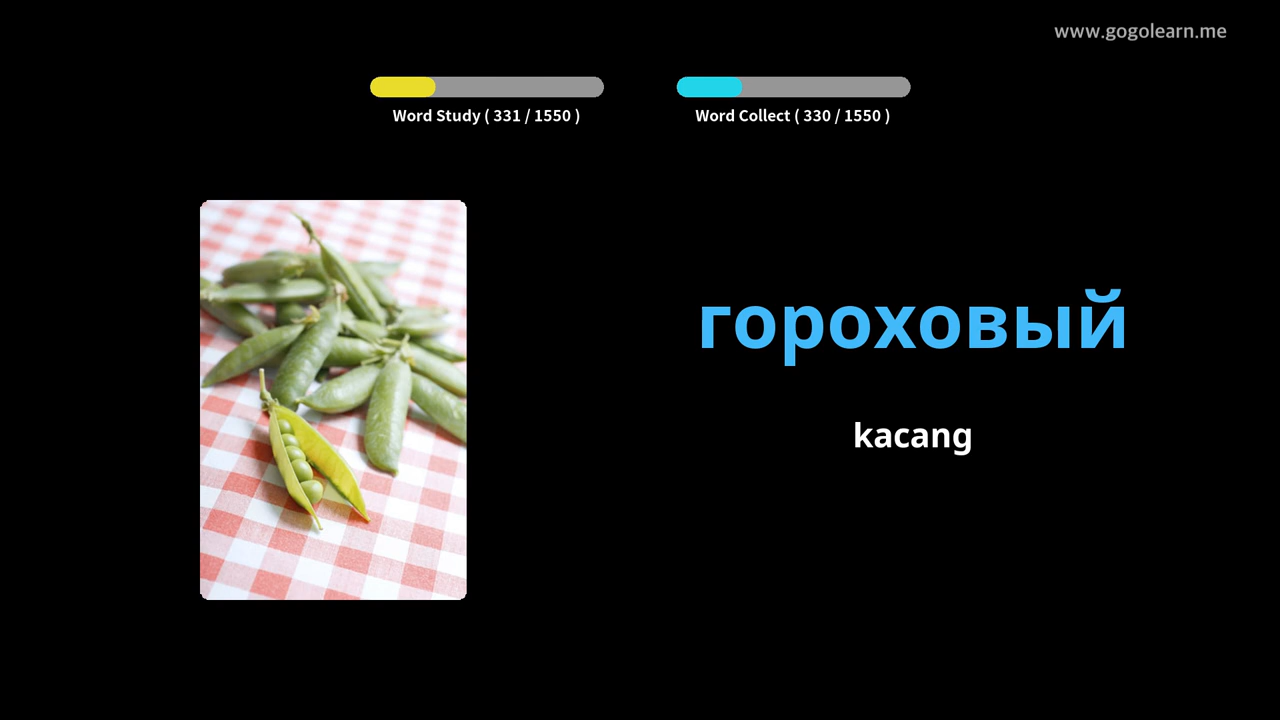 www.gogolearn.me
Word Study ( 331 / 1550 )
Word Collect ( 330 / 1550 )
гороховый
kacang